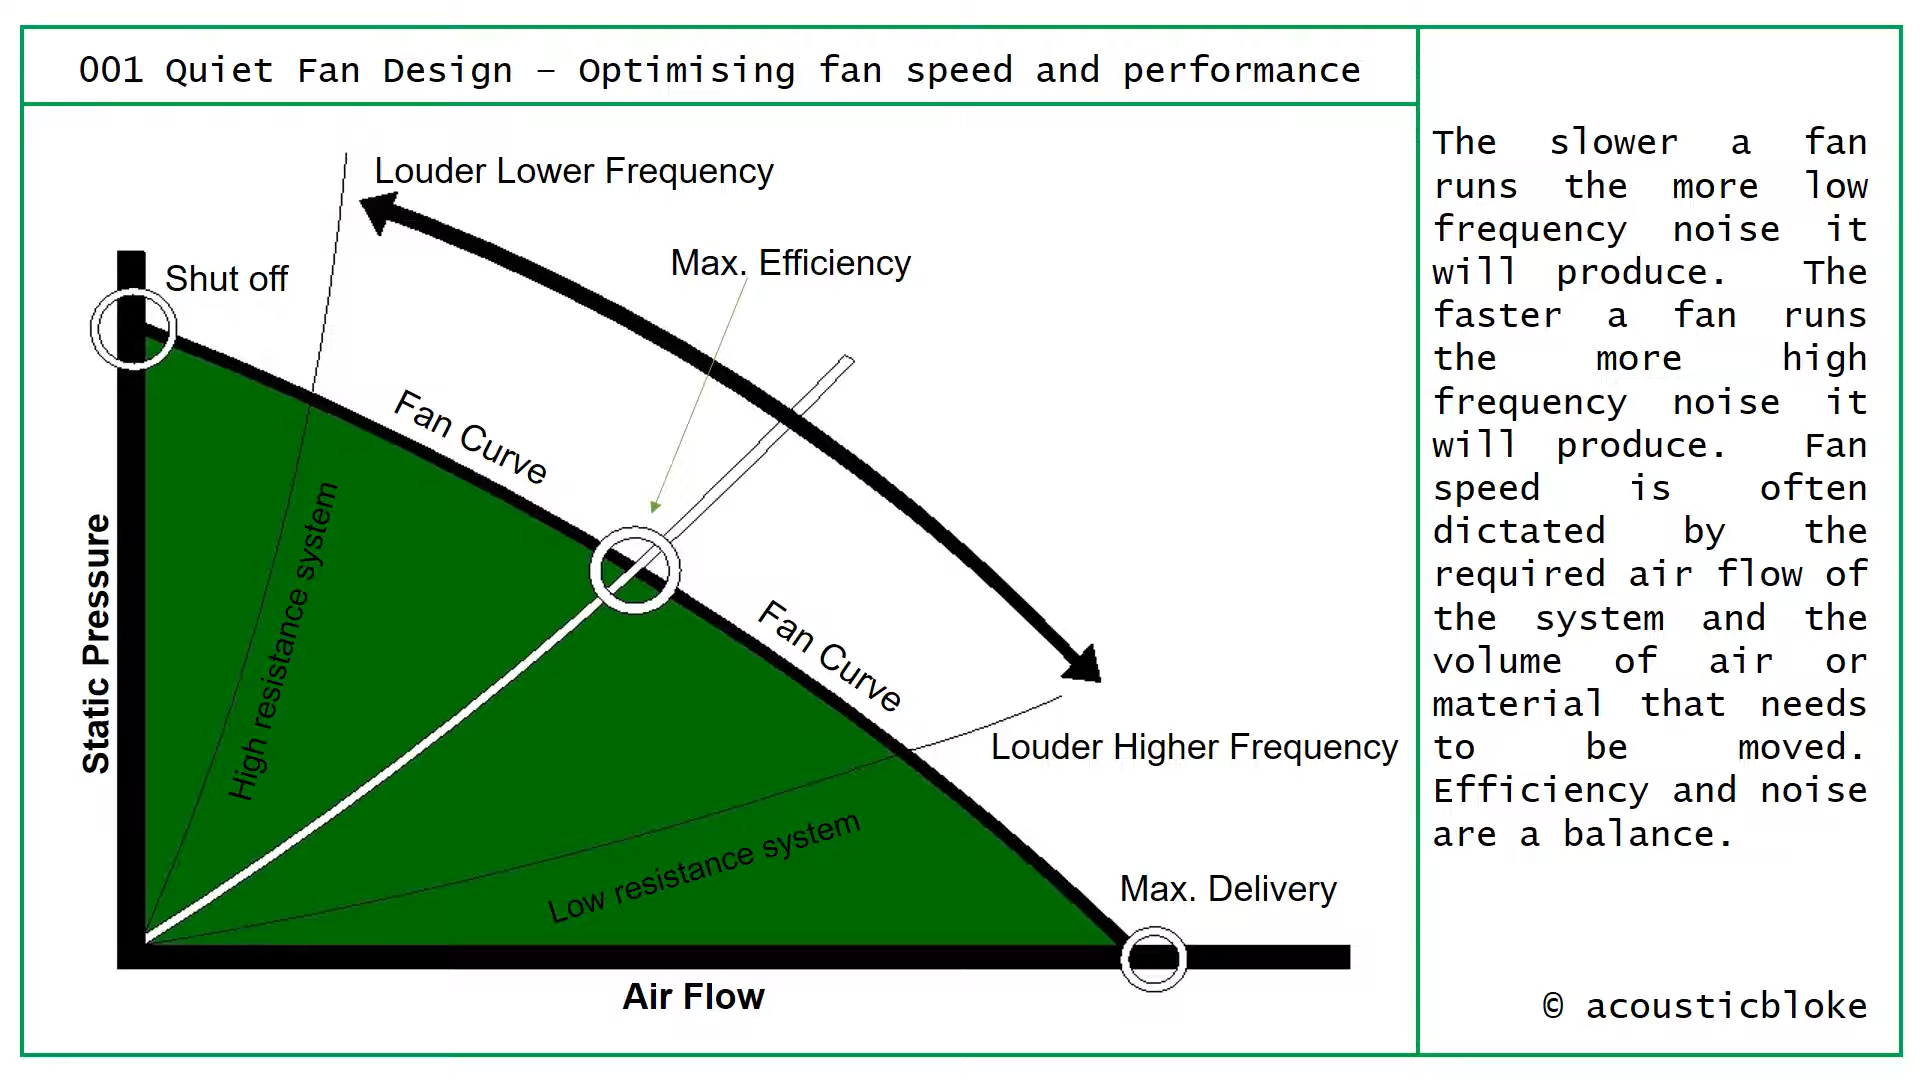 001 Quiet Fan Design – Optimising fan speed and performance
Louder Lower Frequency
Max. Efficiency
Shut off
Fan Curve
Fan Curve
High resistance system
Low resistance system
Static Pressure
Louder Higher Frequency
Max. Delivery
Air Flow
The slower a fan
runs the more low
frequency noise it
will produce. The
faster a fan runs
the more high
frequency noise it
will produce. Fan
speed is often
dictated by the
required air flow of
the system and the
volume of air or
material that needs
to be moved.
Efficiency and noise
are a balance.
© acousticbloke